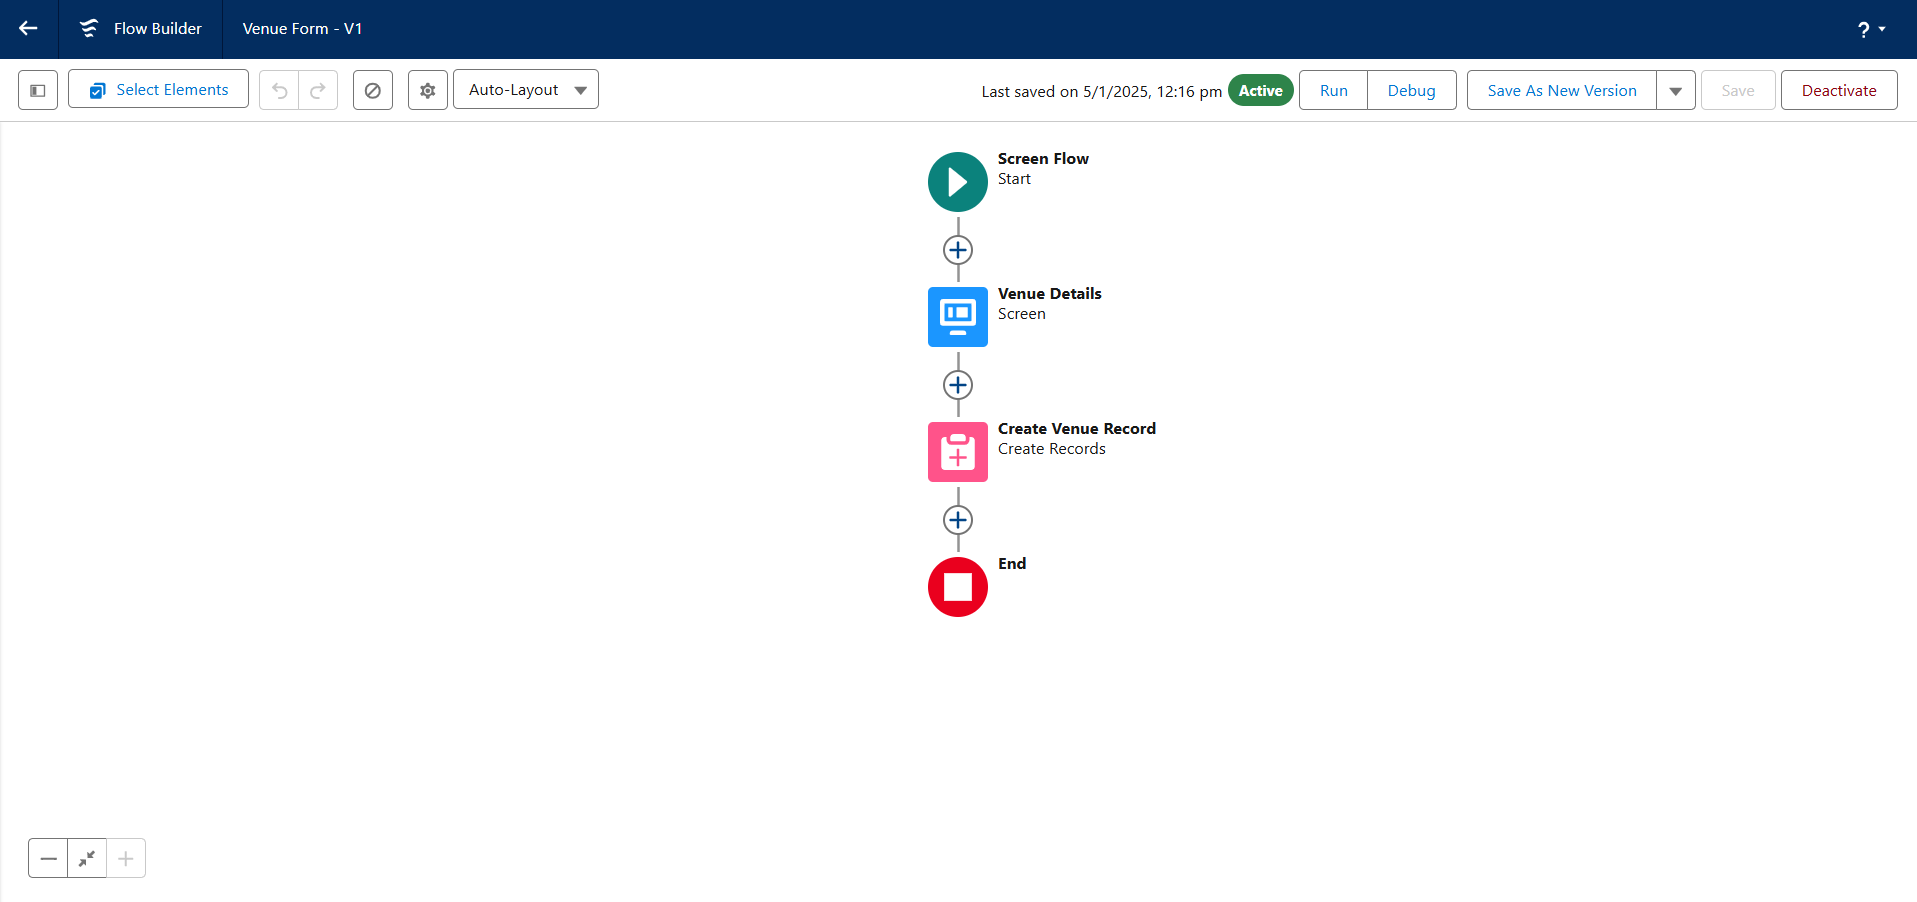 Flow Builder
Venue Form - V1
?
Select Elements
Auto-Layout
Last saved on 5/1/2025, 12:16 pm
Active
Run
Debug
Save As New Version
Save
Deactivate
Screen Flow
Start
Venue Details
Screen
Create Venue Record
Create Records
End